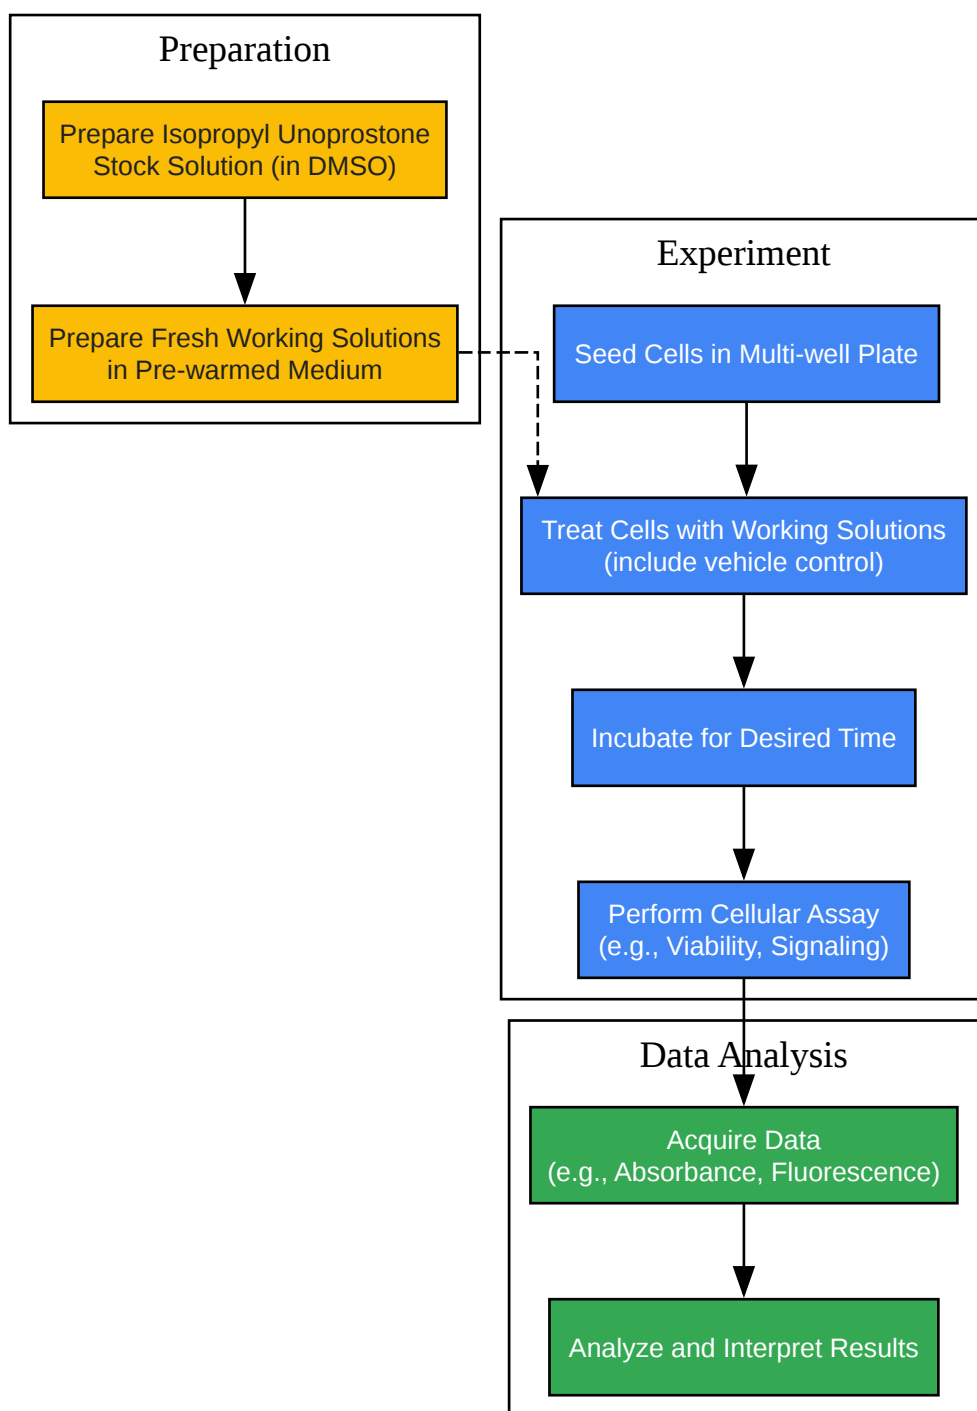 Preparation
Prepare Isopropyl Unoprostone
Stock Solution (in DMSO)
Prepare Fresh Working Solutions
in Pre-warmed Medium
Experiment
Seed Cells in Multi-well Plate
Treat Cells with Working Solutions
(include vehicle control)
Incubate for Desired Time
Perform Cellular Assay
(e.g., Viability, Signaling)
Data Analysis
Acquire Data
(e.g., Absorbance, Fluorescence)
Analyze and Interpret Results